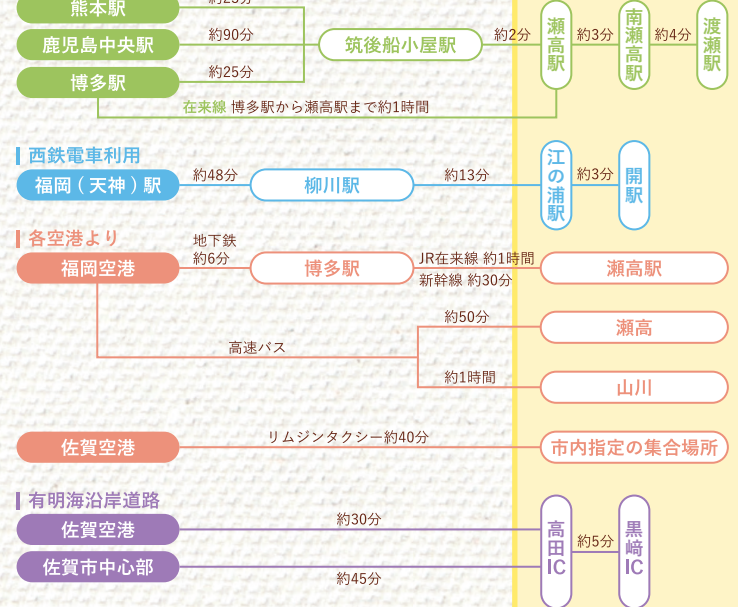 熊本駅
約25分
鹿児島中央駅
約90分
筑後船小屋駅
約2分
瀬高駅
約3分
南瀬高駅
約4分
渡瀬駅
博多駅
約25分
在来線 博多駅から瀬高駅まで約1時間
西鉄電車利用
福岡(天神)駅
約48分
柳川駅
約13分
江の浦駅
約3分
開駅
各空港より
福岡空港
地下鉄
約6分
博多駅
JR在来線 約1時間
新幹線 約30分
瀬高駅
高速バス
約50分
瀬高
約1時間
山川
佐賀空港
リムジンタクシー約40分
市内指定の集合場所
有明海沿岸道路
佐賀空港
約30分
高田IC
約5分
黒﨑IC
佐賀市中心部
約45分